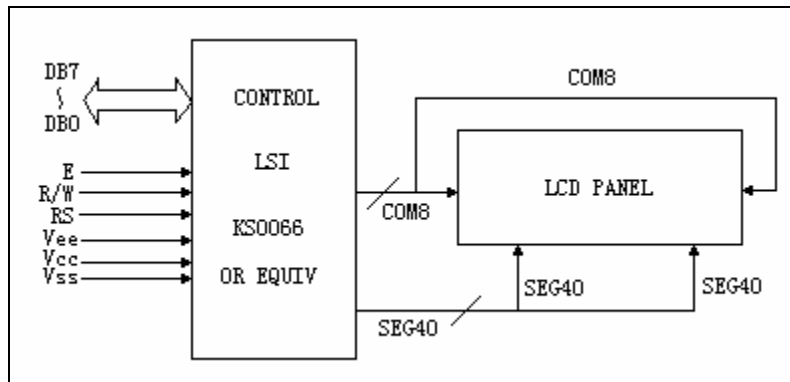 DB7
~
DB0
E
R/W
RS
Vee
Vcc
Vss
CONTROL
LSI
KS0066
OR EQUIV
COM8
COM8
LCD PANEL
SEG40
SEG40
SEG40